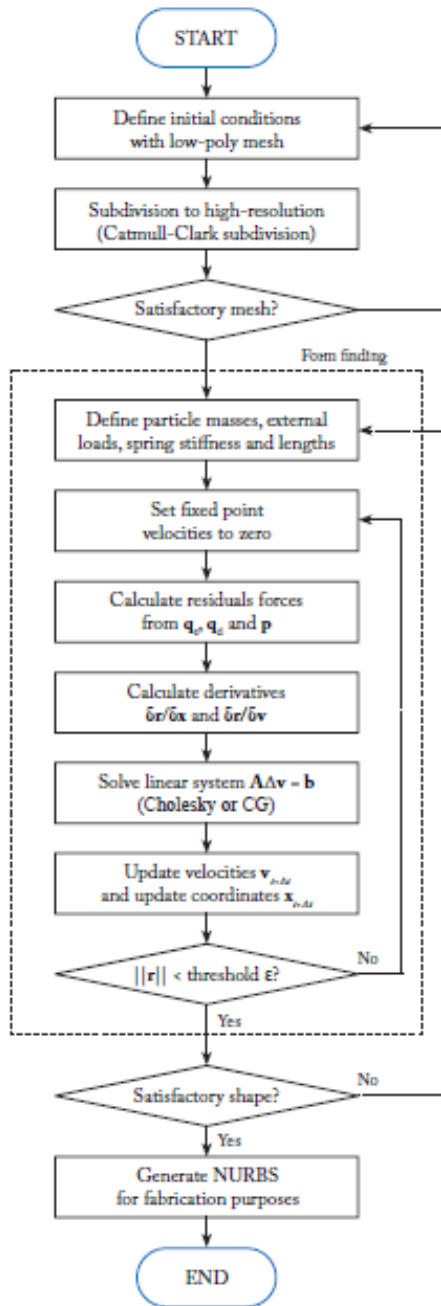 START
Define initial conditions
with low-poly mesh
Subdivision to high-resolution
(Catmull-Clark subdivision)
Satisfactory mesh?
Form finding
Define particle masses, external
loads, spring stiffness and lengths
Set fixed point
velocities to zero
Calculate residuals forces
from q and p
Calculate derivatives
δr/δx and δr/δv
Solve linear system AΔv = b
(Cholesky or CG)
Update velocities v
and update coordinates x
||r|| < threshold ε?
No
Yes
Satisfactory shape?
No
Yes
Generate NURBS
for fabrication purposes
END